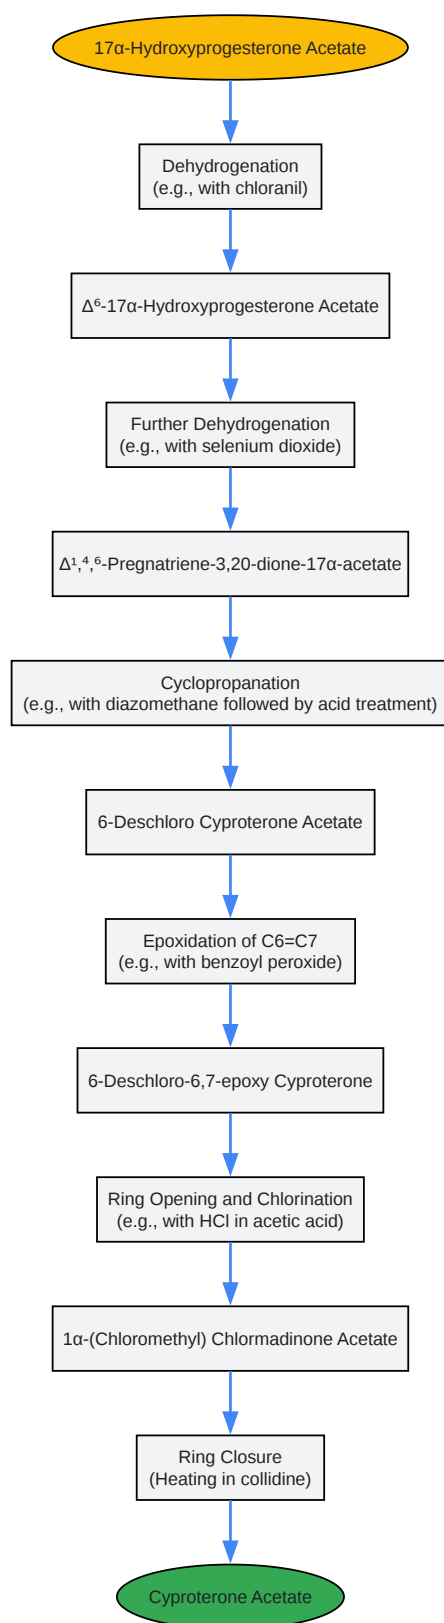 17α-Hydroxyprogesterone Acetate
Dehydrogenation
(e.g., with chloranil)
Δ⁶-17α-Hydroxyprogesterone Acetate
Further Dehydrogenation
(e.g., with selenium dioxide)
Δ¹,⁴,⁶-Pregnatriene-3,20-dione-17α-acetate
Cyclopropanation
(e.g., with diazomethane followed by acid treatment)
6-Deschloro Cyproterone Acetate
Epoxidation of C6=C7
(e.g., with benzoyl peroxide)
6-Deschloro-6,7-epoxy Cyproterone
Ring Opening and Chlorination
(e.g., with HCl in acetic acid)
1α-(Chloromethyl) Chlormadinone Acetate
Ring Closure
(Heating in collidine)
Cyproterone Acetate